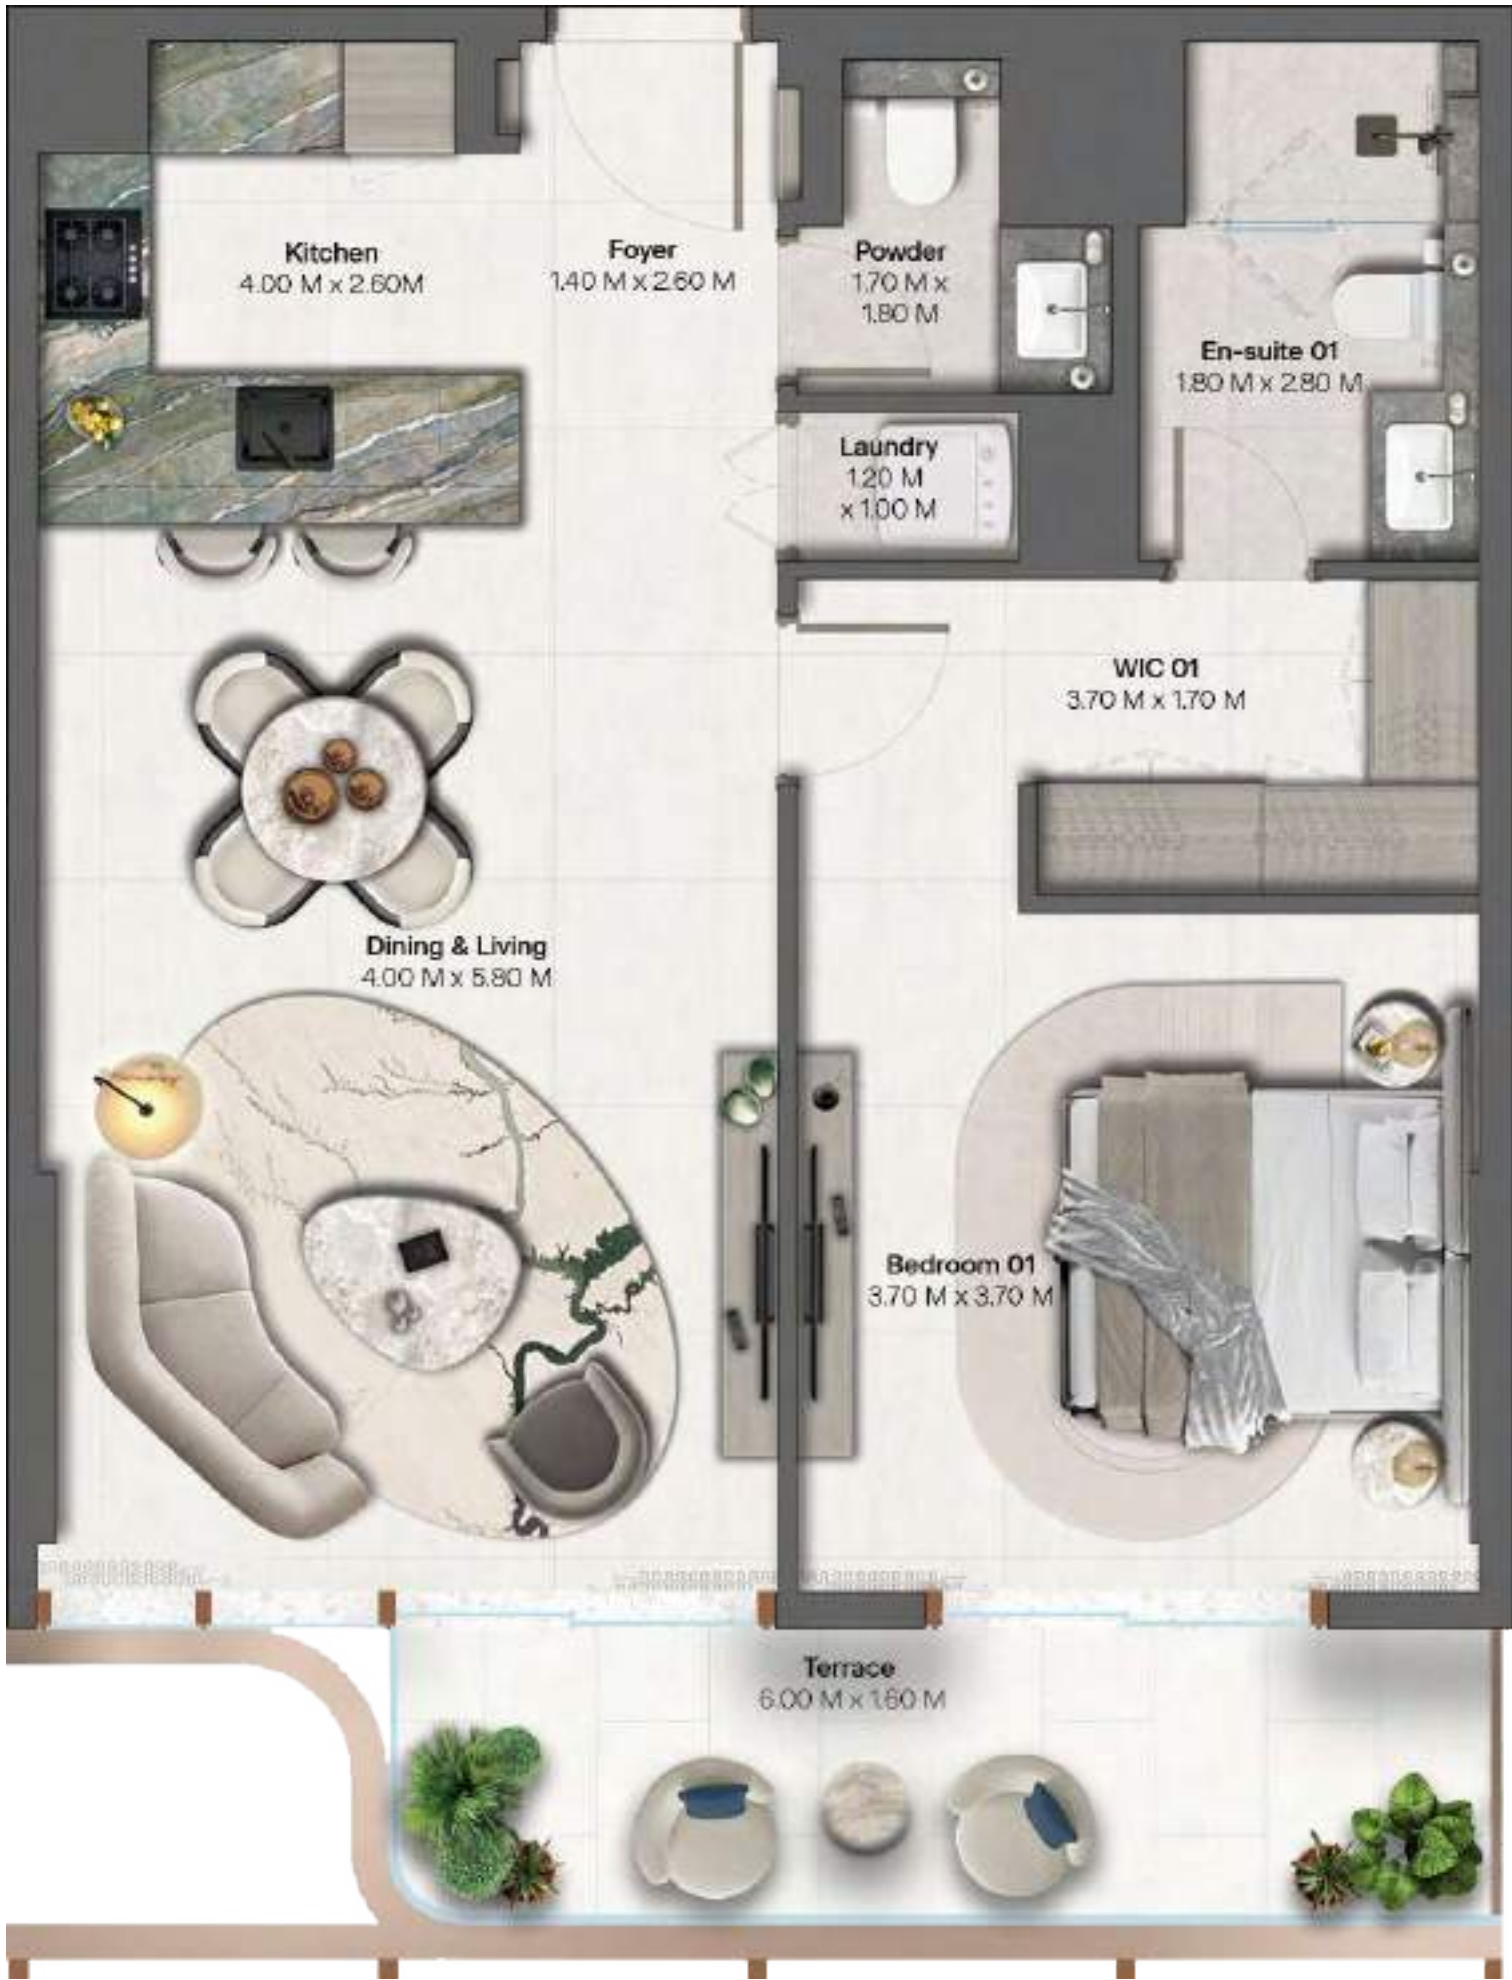 Kitchen
4.00 M x 2.60M
Foyer
1.40 M x 2.60 M
Powder
1.70 M x
1.80 M
En-suite 01
1.80 M x 2.80 M
Laundry
1.20 M
x 1.00 M
WIC 01
3.70 M x 1.70 M
Dining & Living
4.00 M x 5.80 M
Bedroom 01
3.70 M x 3.70 M
Terrace
6.00 M x 1.60 M